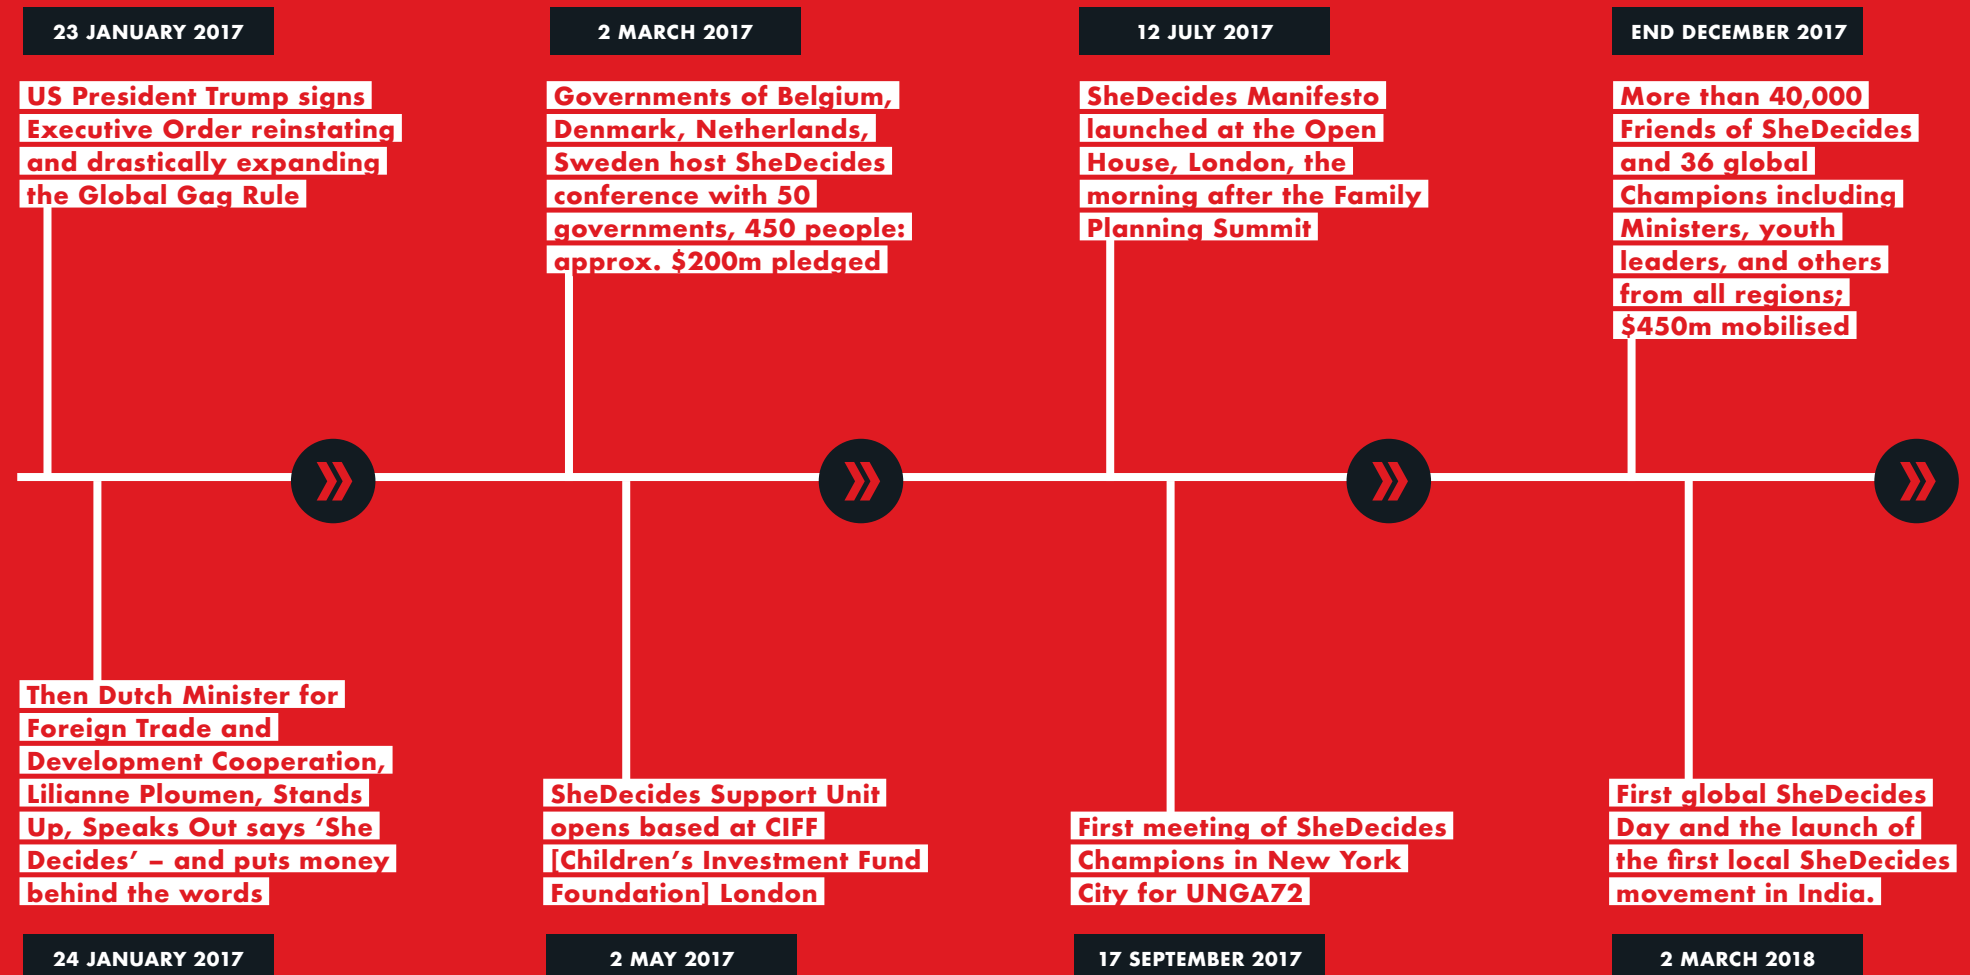 23 JANUARY 2017
US President Trump signs
Executive Order reinstating
and drastically expanding
the Global Gag Rule
2 MARCH 2017
Governments of Belgium,
Denmark, Netherlands,
Sweden host SheDecides
conference with 50
governments, 450 people:
approx. $200m pledged
12 JULY 2017
SheDecides Manifesto
launched at the Open
House, London, the
morning after the Family
Planning Summit
END DECEMBER 2017
More than 40,000
Friends of SheDecides
and 36 global
Champions including
Ministers, youth
leaders, and others
from all regions;
$450m mobilised
Then Dutch Minister for
Foreign Trade and
Development Cooperation,
Lilianne Ploumen, Stands
Up, Speaks Out says ‘She
Decides’ – and puts money
behind the words
24 JANUARY 2017
SheDecides Support Unit
opens based at CIFF
[Children’s Investment Fund
Foundation] London
2 MAY 2017
First meeting of SheDecides
Champions in New York
City for UNGA72
17 SEPTEMBER 2017
First global SheDecides
Day and the launch of
the first local SheDecides
movement in India.
2 MARCH 2018